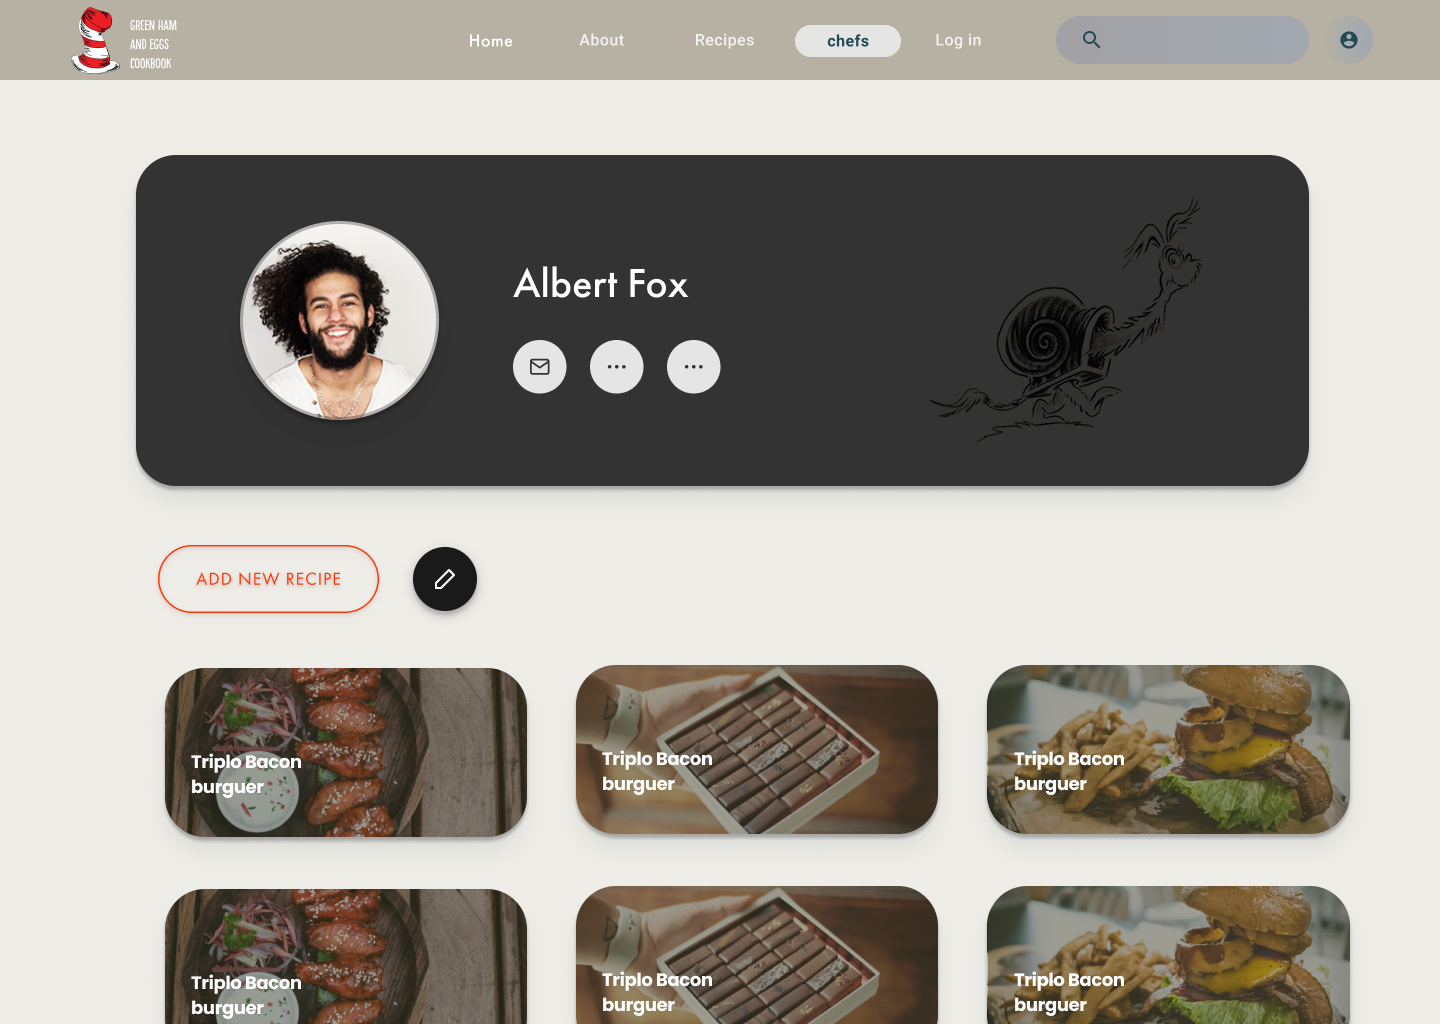 GREEN HAM
AND EGGS
COOKBOOK
Home
About
Recipes
chefs
Log in
Albert Fox
ADD NEW RECIPE
Triplo Bacon
burguer
Triplo Bacon
burguer
Triplo Bacon
burguer
Triplo Bacon
burguer
Triplo Bacon
burguer
Triplo Bacon
burguer